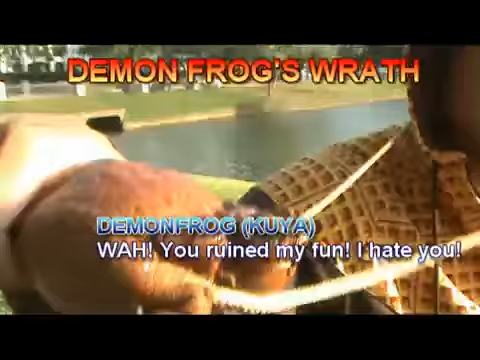 DEMON FROG'S WRATH
DEMONFROG (KUYA)
WAH! You ruined my fun! I hate you!